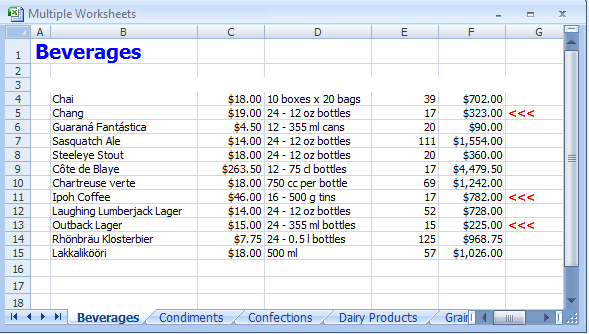 Multiple Worksheets
A B C D E F G
1 Beverages
2
3
4 Chai $18.00 10 boxes x 20 bags 39 $702.00
5 Chang $19.00 24 - 12 oz bottles 17 $323.00 <<<
6 Guaraná Fantástica $4.50 12 - 355 ml cans 20 $90.00
7 Sasquatch Ale $14.00 24 - 12 oz bottles 111 $1,554.00
8 Steeleye Stout $18.00 24 - 12 oz bottles 20 $360.00
9 Côte de Blaye $263.50 12 - 75 cl bottles 17 $4,479.50
10 Chartreuse verte $18.00 750 cc per bottle 69 $1,242.00
11 Ipoh Coffee $46.00 16 - 500 g tins 17 $782.00 <<<
12 Laughing Lumberjack Lager $14.00 24 - 12 oz bottles 52 $728.00
13 Outback Lager $15.00 24 - 355 ml bottles 15 $225.00 <<<
14 Rhönbräu Klosterbier $7.75 24 - 0.5 l bottles 125 $968.75
15 Lakkalikööri $18.00 500 ml 57 $1,026.00
16
17
18
Beverages Condiments Confections Dairy Products Grain